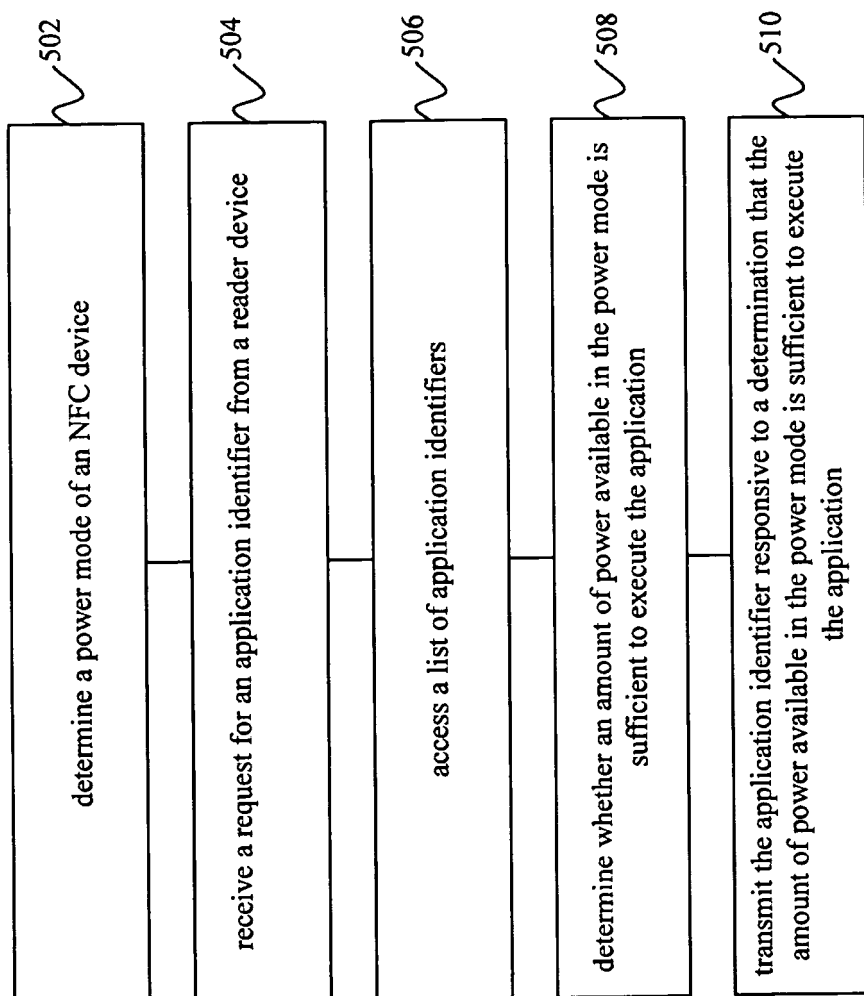 502
determine a power mode of an NFC device
504
receive a request for an application identifier from a reader device
506
access a list of application identifiers
508
determine whether an amount of power available in the power mode is
sufficient to execute the application
510
transmit the application identifier responsive to a determination that the
amount of power available in the power mode is sufficient to execute
the application